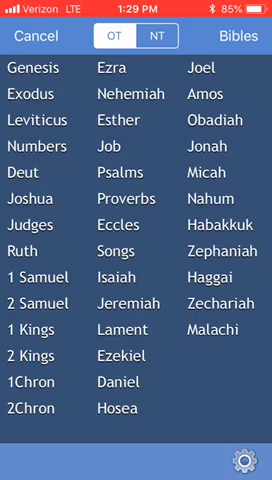 Verizon LTE 1:29 PM 85%
Cancel OT NT Bibles
Genesis Ezra Joel
Exodus Nehemiah Amos
Leviticus Esther Obadiah
Numbers Job Jonah
Deut Psalms Micah
Joshua Proverbs Nahum
Judges Eccles Habakkuk
Ruth Songs Zephaniah
1 Samuel Isaiah Haggai
2 Samuel Jeremiah Zechariah
1 Kings Lament Malachi
2 Kings Ezekiel
1Chron Daniel
2Chron Hosea